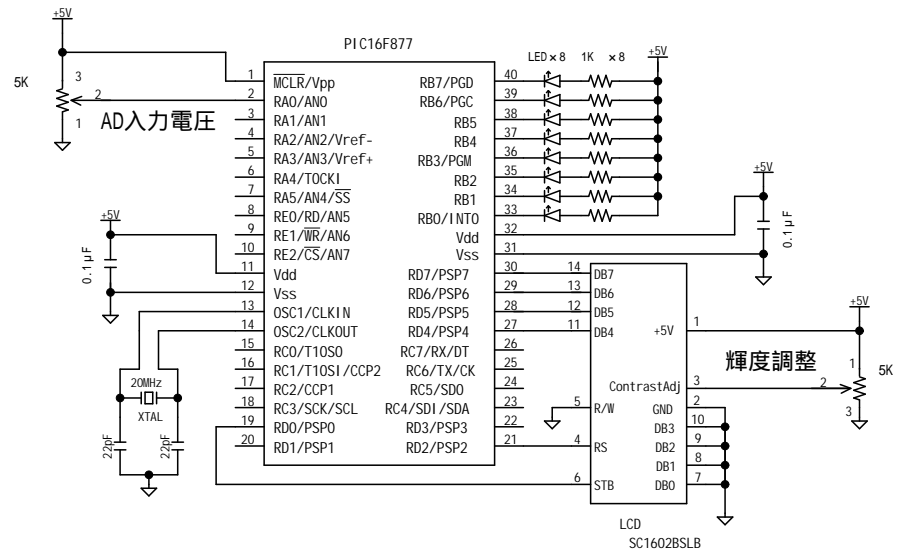 +5V
5K
3
2
1
AD入力電圧
PIC16F877
1 MCLR/Vpp
2 RA0/AN0
3 RA1/AN1
4 RA2/AN2/Vref-
5 RA3/AN3/Vref+
6 RA4/TOCKI
7 RA5/AN4/SS
8 RE0/RD/AN5
9 RE1/WR/AN6
10 RE2/CS/AN7
11 Vdd
12 Vss
13 OSC1/CLKIN
14 OSC2/CLKOUT
15 RC0/T1OSO
16 RC1/T1OSI/CCP2
17 RC2/CCP1
18 RC3/SCK/SCL
19 RD0/PSP0
20 RD1/PSP1
RB7/PGD 40
RB6/PGC 39
RB5 38
RB4 37
RB3/PGM 36
RB2 35
RB1 34
RB0/INT0 33
Vdd 32
Vss 31
RD7/PSP7 30
RD6/PSP6 29
RD5/PSP5 28
RD4/PSP4 27
RC7/RX/DT 26
RC6/TX/CK 25
RC5/SDO 24
RC4/SDI/SDA 23
RD3/PSP3 22
RD2/PSP2 21
LED×8 1K ×8
+5V
+5V
0.1μF
+5V
0.1μF
20MHz
XTAL
22pF
22pF
14 DB7
13 DB6
12 DB5
11 DB4
5 R/W
4 RS
6 STB
+5V 1
ContrastAdj 3
GND 2
DB3 10
DB2 9
DB1 8
DB0 7
LCD
SC1602BSLB
+5V
輝度調整
1
2
3
5K